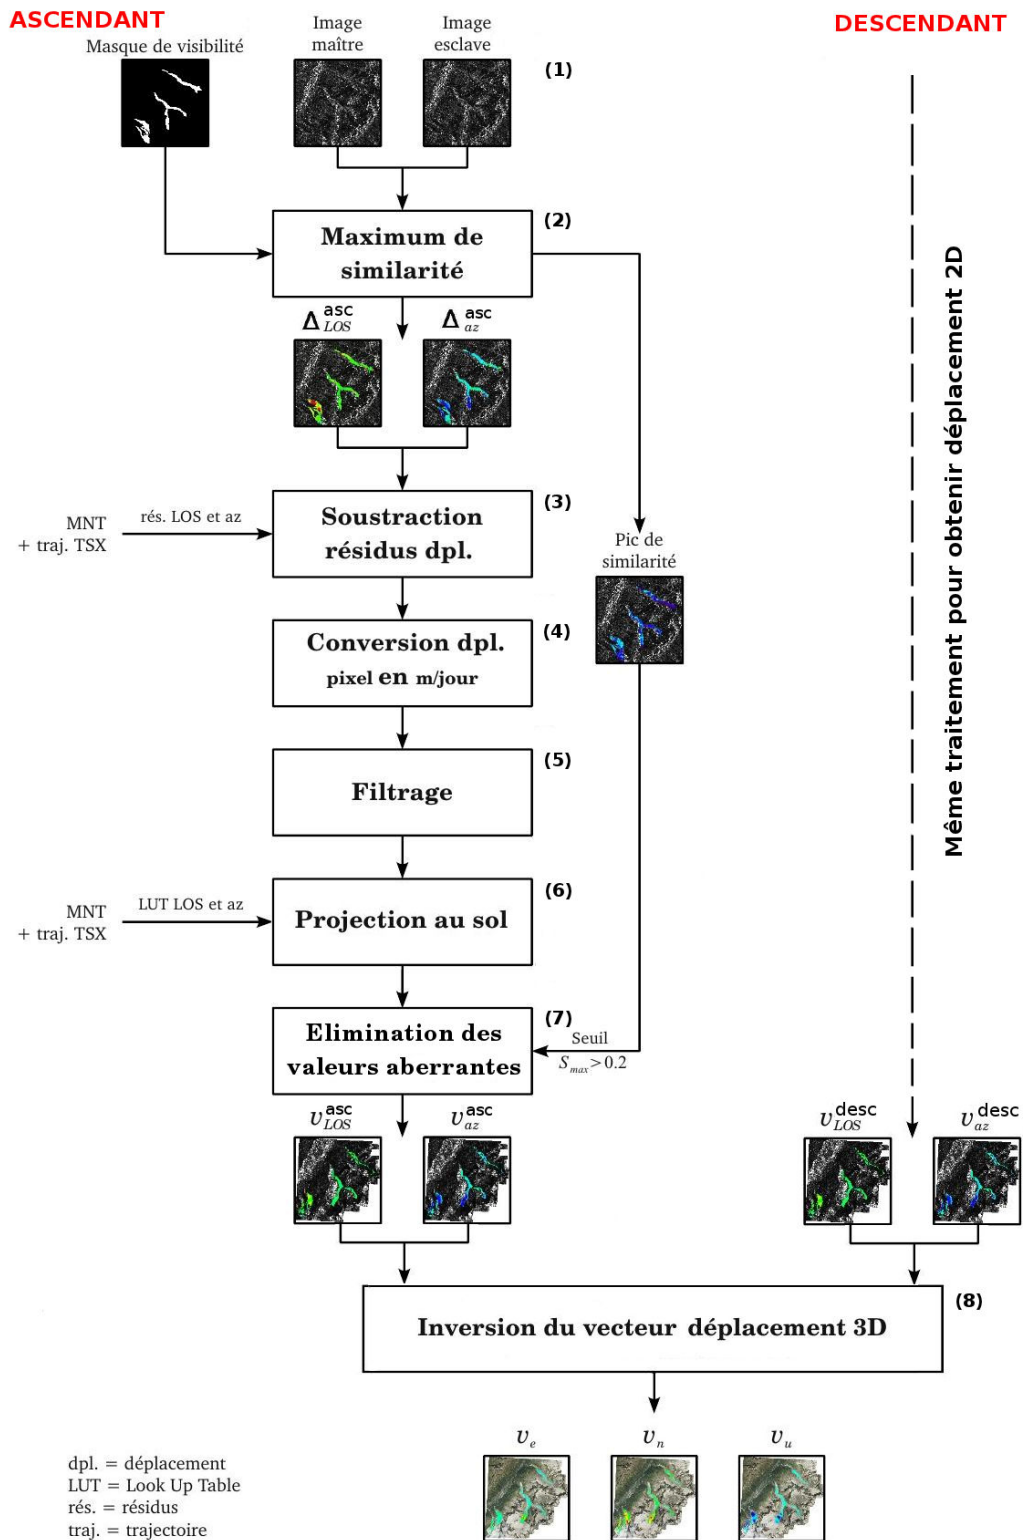 ASCENDANT
DESCENDANT
Masque de visibilité
Image
maître
Image
esclave
(1)
Maximum de
similarité
(2)
Δ asc LOS
Δ asc az
MNT
+ traj. TSX
rés. LOS et az
Soustraction
résidus dpl.
(3)
Pic de
similarité
Conversion dpl.
pixel en m/jour
(4)
Filtrage
(5)
MNT
+ traj. TSX
LUT LOS et az
Projection au sol
(6)
Elimination des
valeurs aberrantes
(7)
Seuil
Smax>0.2
Même traitement pour obtenir déplacement 2D
v asc LOS
v asc az
v desc LOS
v desc az
Inversion du vecteur déplacement 3D
(8)
ve
vn
vu
dpl. = déplacement
LUT = Look Up Table
rés. = résidus
traj. = trajectoire